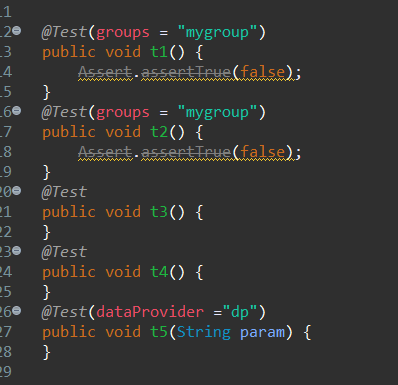 11
12 @Test(groups = "mygroup")
13 public void t1() {
14 Assert.assertTrue(false);
15 }
16 @Test(groups = "mygroup")
17 public void t2() {
18 Assert.assertTrue(false);
19 }
20 @Test
21 public void t3() {
22 }
23 @Test
24 public void t4() {
25 }
26 @Test(dataProvider ="dp")
27 public void t5(String param) {
28 }
29